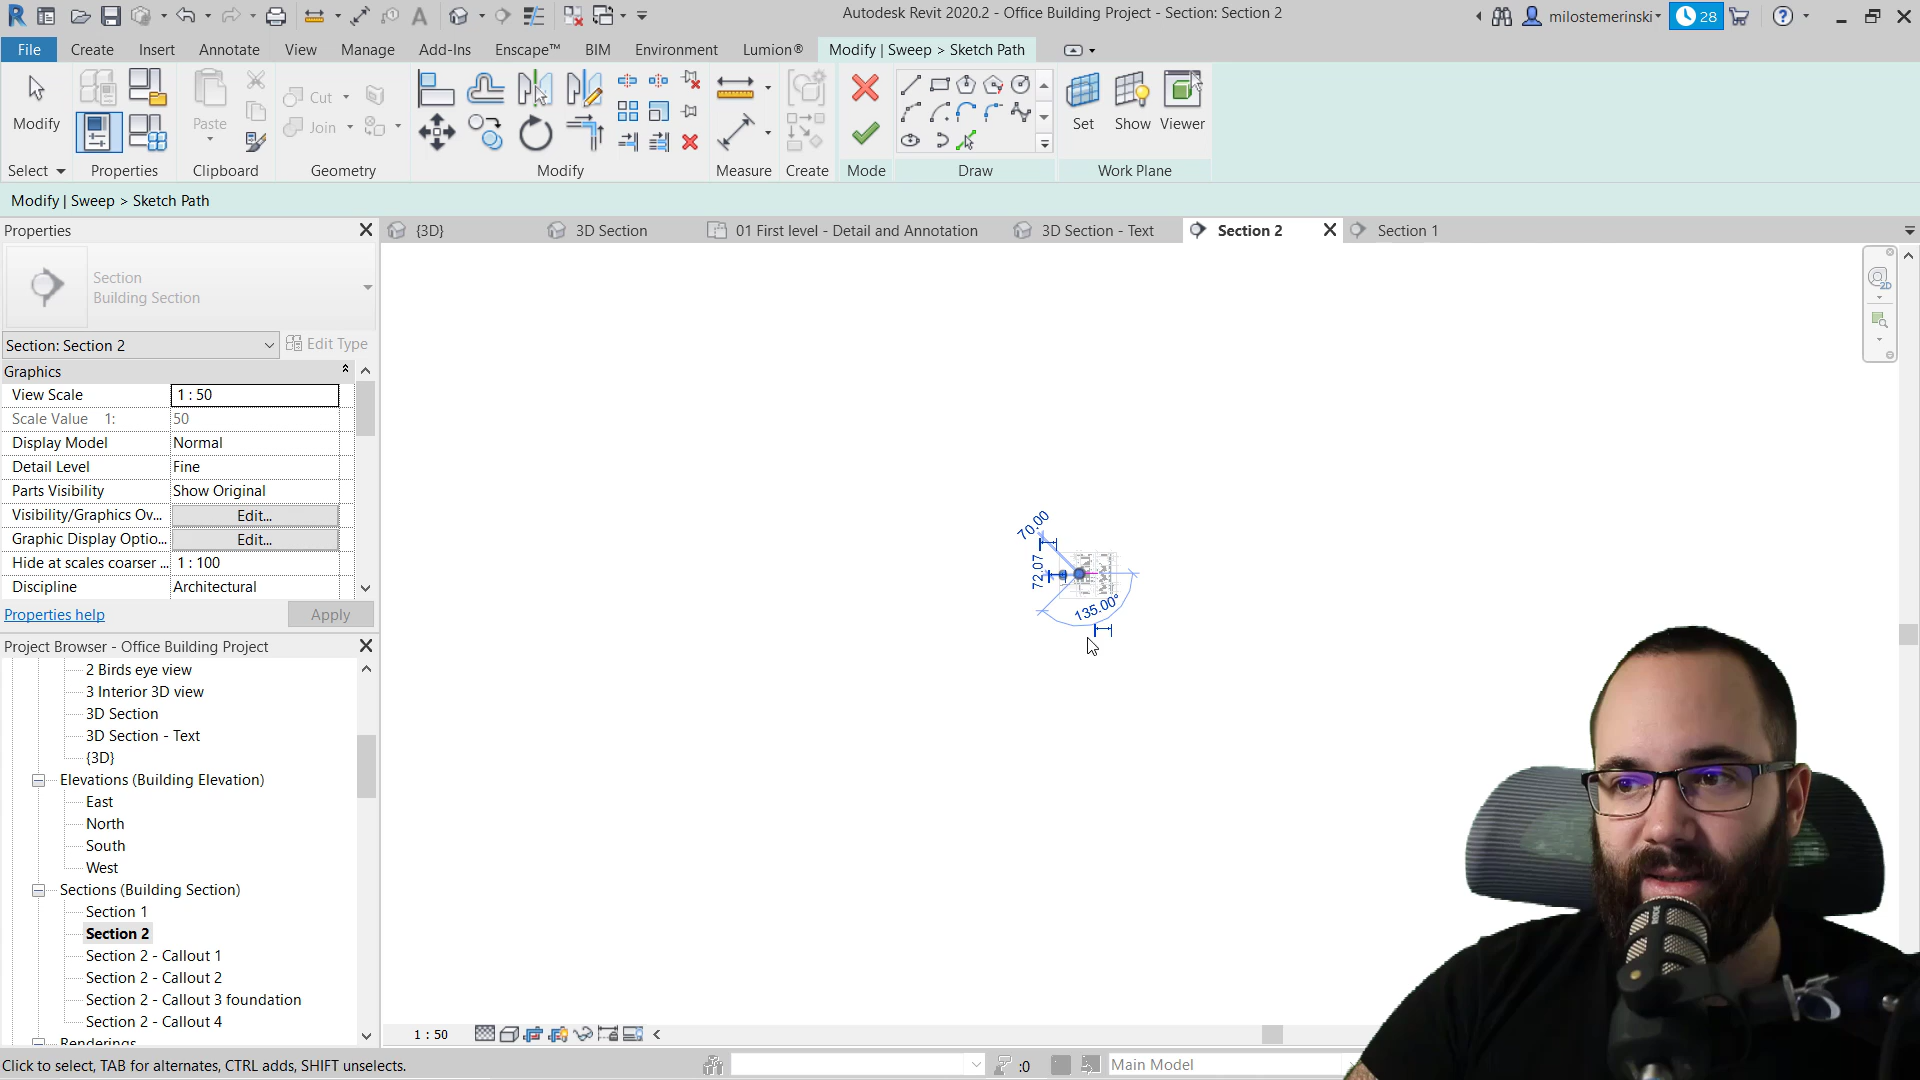 Autodesk Revit 2020.2 - Office Building Project - Section: Section 2
milostemerinski
28
File
Create
Insert
Annotate
View
Manage
Add-Ins
Enscape™
BIM
Environment
Lumion®
Modify | Sweep > Sketch Path
Modify
Paste
Cut
Join
Set
Show
Viewer
Select
Properties
Clipboard
Geometry
Modify
Measure
Create
Mode
Draw
Work Plane
Modify | Sweep > Sketch Path
Properties
{3D}
3D Section
01 First level - Detail and Annotation
3D Section - Text
Section 2
Section 1
Section
Building Section
Section: Section 2
Edit Type
Graphics
View Scale
1 : 50
Scale Value 1:
50
Display Model
Normal
Detail Level
Fine
Parts Visibility
Show Original
Visibility/Graphics Ov...
Edit...
Graphic Display Optio...
Edit...
Hide at scales coarser ...
1 : 100
Discipline
Architectural
Properties help
Apply
70.00
72.07
135.00°
2D
Project Browser - Office Building Project
2 Birds eye view
3 Interior 3D view
3D Section
3D Section - Text
{3D}
Elevations (Building Elevation)
East
North
South
West
Sections (Building Section)
Section 1
Section 2
Section 2 - Callout 1
Section 2 - Callout 2
Section 2 - Callout 3 foundation
Section 2 - Callout 4
Renderings
RODE
1 : 50
Click to select, TAB for alternates, CTRL adds, SHIFT unselects.
:0
Main Model